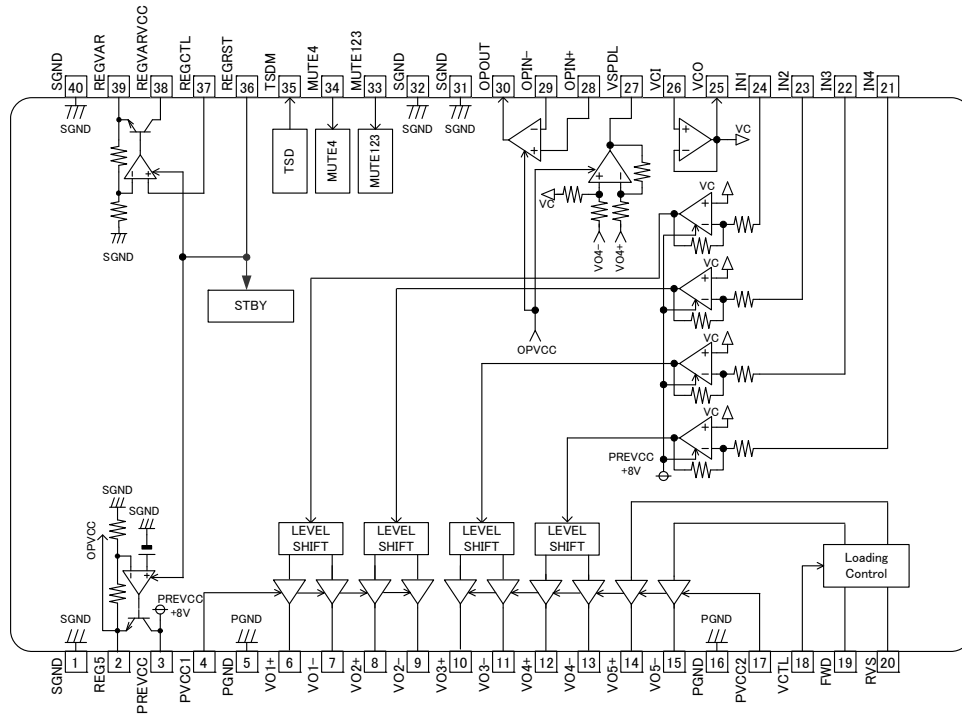 SGND
REGVAR
REGVARVCC
REGCTL
REGRST
TSDM
MUTE4
MUTE123
SGND
SGND
OPOUT
OPIN-
OPIN+
VSPDL
VCI
VCO
IN1
IN2
IN3
IN4
40
39
38
37
36
35
34
33
32
31
30
29
28
27
26
25
24
23
22
21
SGND
SGND
SGND
TSD
MUTE4
MUTE123
- +
+ -
+ -
VC
- +
VC
VO4-
VO4+
VC
+ -
SGND
STBY
VC
+ -
OPVCC
VC
+ -
VC
+ -
PREVCC
+8V
SGND
SGND
OPVCC
- +
PREVCC
+8V
LEVEL
SHIFT
LEVEL
SHIFT
LEVEL
SHIFT
LEVEL
SHIFT
Loading
Control
SGND
PGND
PGND
1
2
3
4
5
6
7
8
9
10
11
12
13
14
15
16
17
18
19
20
SGND
REG5
PREVCC
PVCC1
PGND
VO1+
VO1-
VO2+
VO2-
VO3+
VO3-
VO4+
VO4-
VO5+
VO5-
PGND
PVCC2
VCTL
FWD
RVS